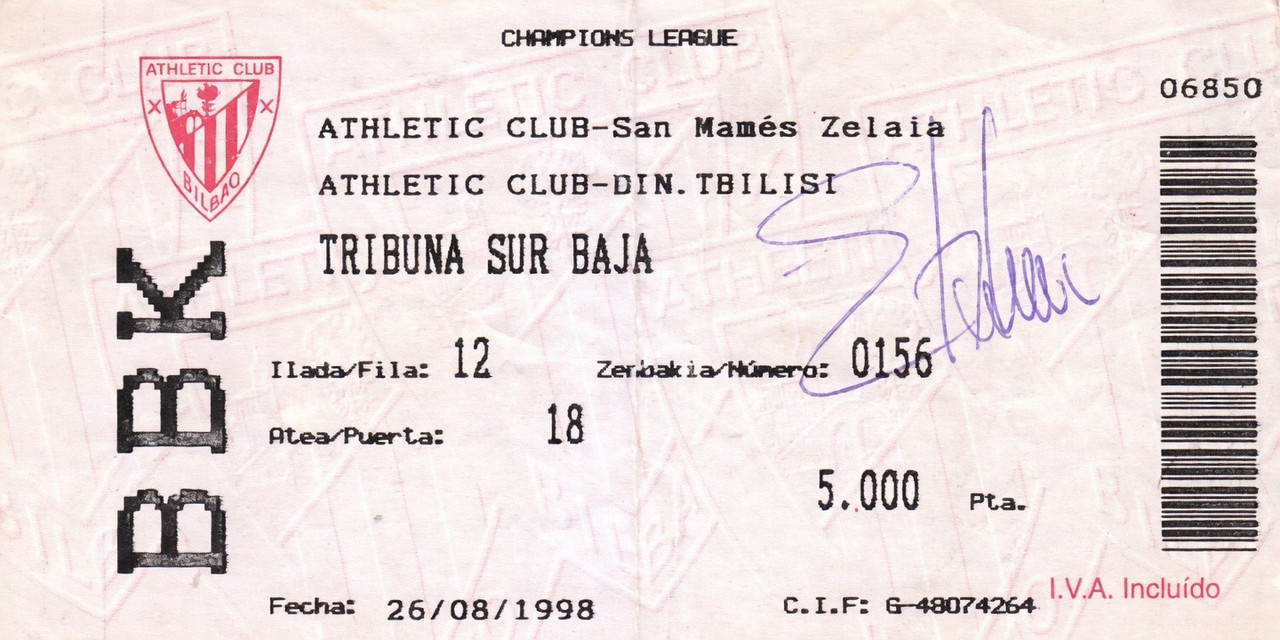 CHAMPIONS LEAGUE
06850
ATHLETIC CLUB
BILBAO
ATHLETIC CLUB-San Mamés Zelaia
ATHLETIC CLUB-DIN.TBILISI
TRIBUNA SUR BAJA
BBK
Ilada/Fila: 12 Zenbakia/Número: 0156
Atea/Puerta: 18
5.000 Pta.
I.V.A. Incluído
Fecha: 26/08/1998 C.I.F: G-48074264